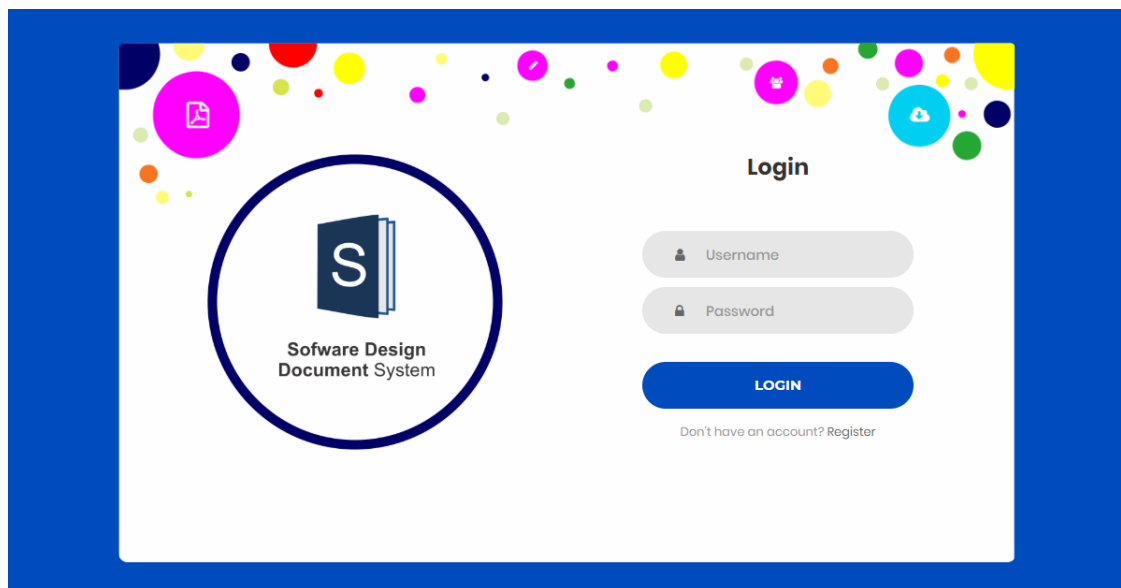 S
Sofware Design
Document System
Login
Username
Password
LOGIN
Don't have an account? Register